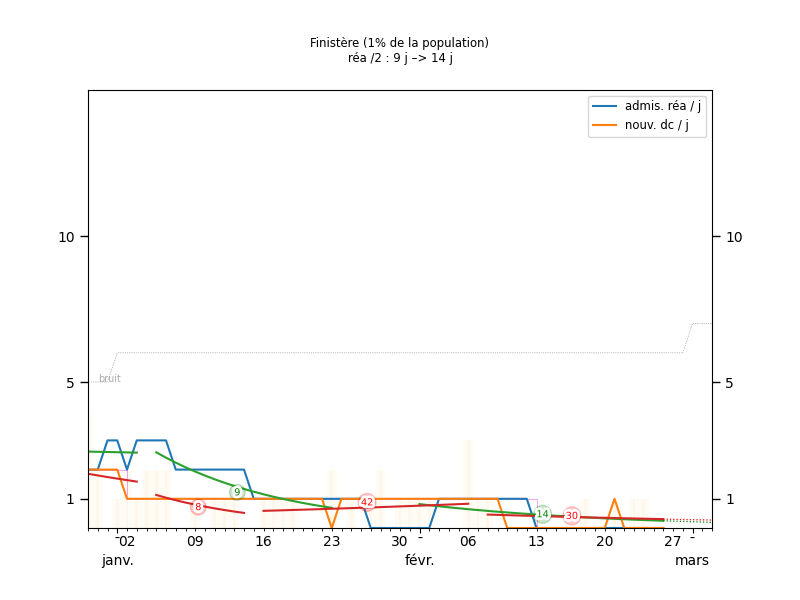 Finistère (1% de la population)
réa /2 : 9 j –> 14 j
admis. réa / j
nouv. dc / j
10 10
bruit
5 5
9
8
42
14
30
1 1
02 09 16 23 30 06 13 20 27
janv. févr. mars